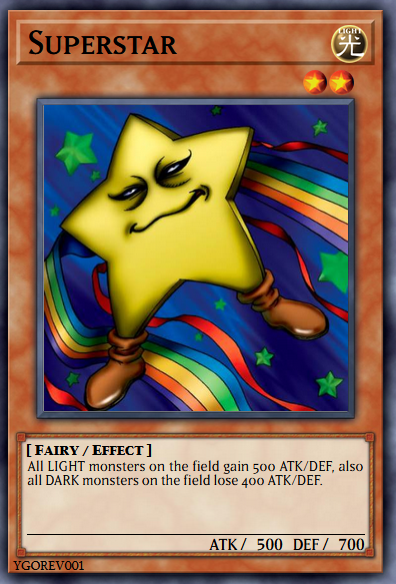 Superstar
LIGHT
光
[ Fairy / Effect ]
All LIGHT monsters on the field gain 500 ATK/DEF, also
all DARK monsters on the field lose 400 ATK/DEF.
ATK / 500 DEF / 700
YGOREV001